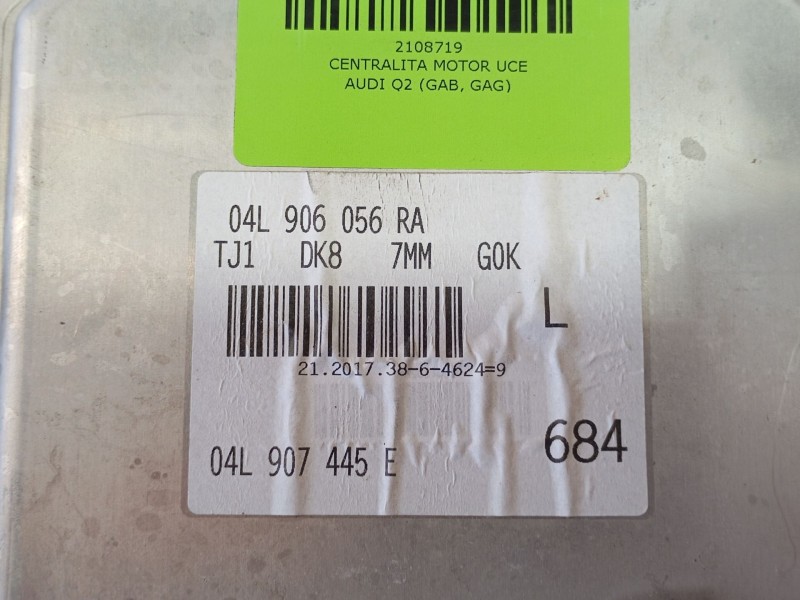 2108719
CENTRALITA MOTOR UCE
AUDI Q2 (GAB, GAG)
04L 906 056 RA
TJ1 DK8 7MM G0K
L
21.2017.38-6-4624=9
684
04L 907 445 E